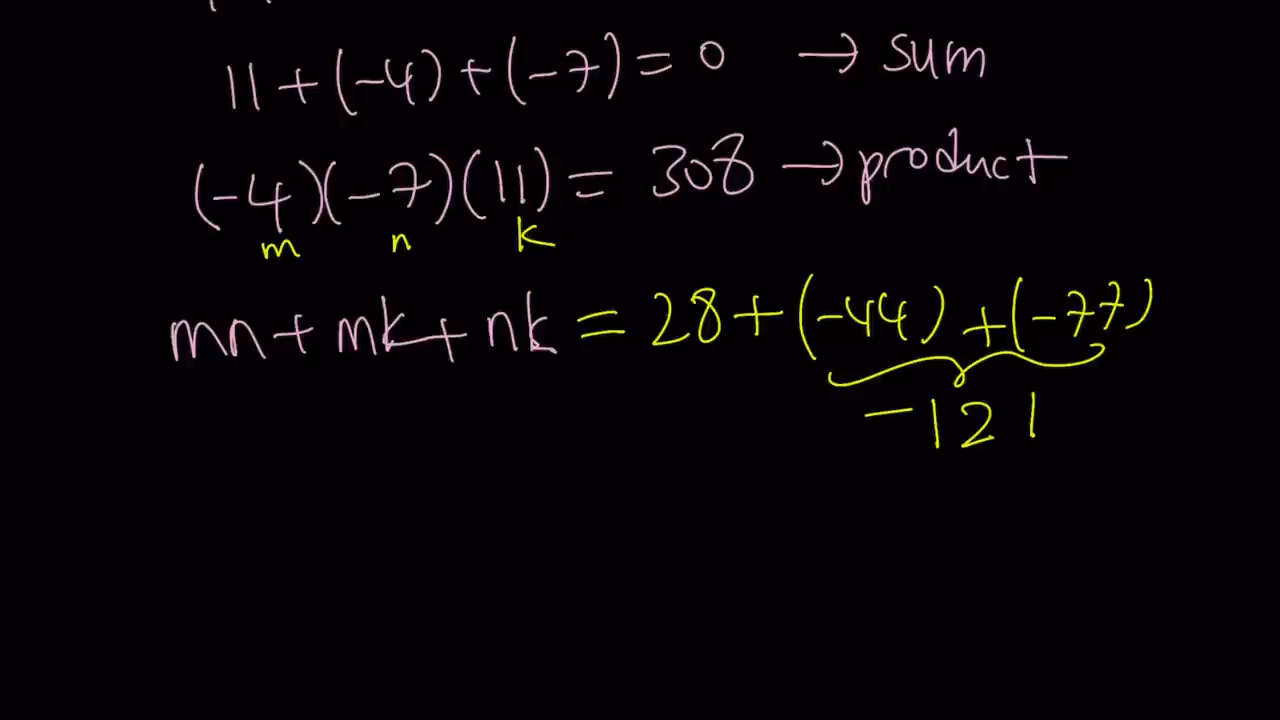 11 + (-4) + (-7) = 0 → sum
(-4)(-7)(11) = 308 → product
m n k
mn + mk + nk = 28 + (-44) + (-77)
-121